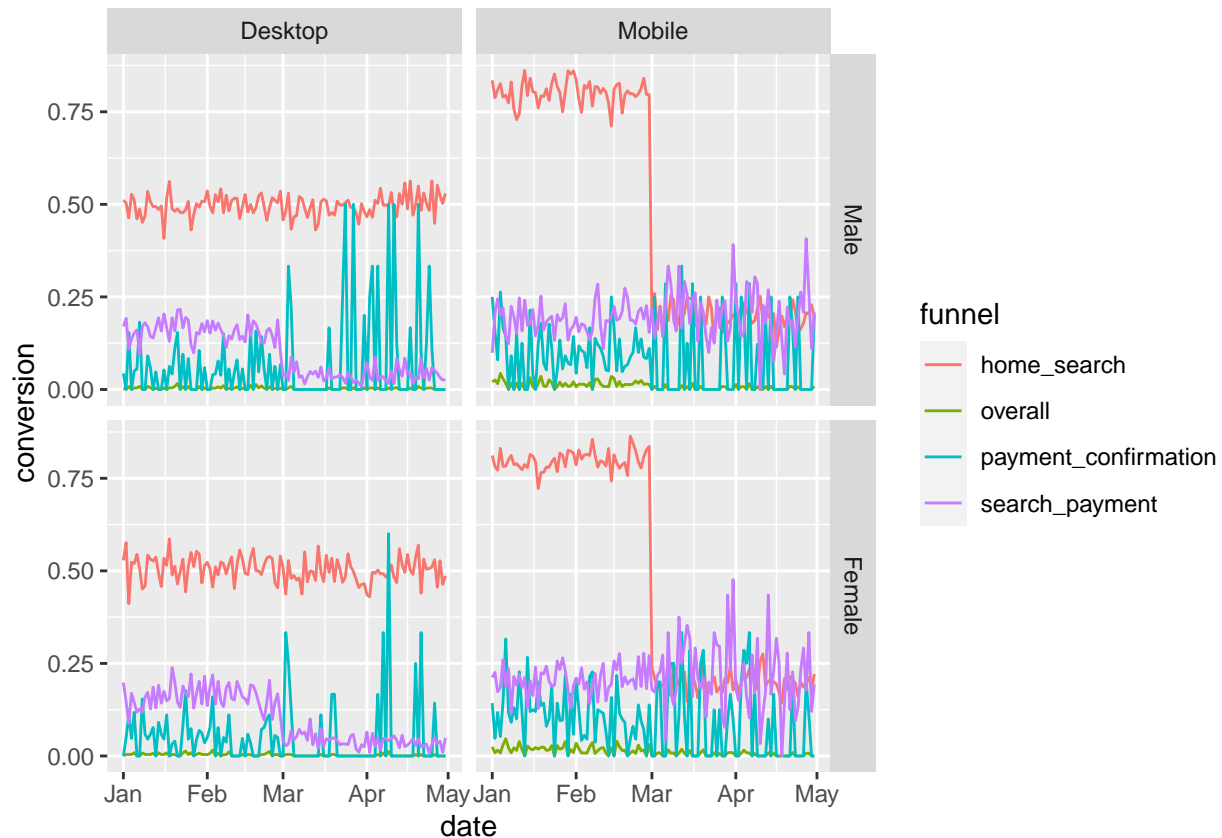 Desktop
Mobile
0.75
0.50
0.25
0.00
Male
0.75
0.50
0.25
0.00
Female
conversion
Jan
Feb
Mar
Apr
May
Jan
Feb
Mar
Apr
May
date
funnel
home_search
overall
payment_confirmation
search_payment